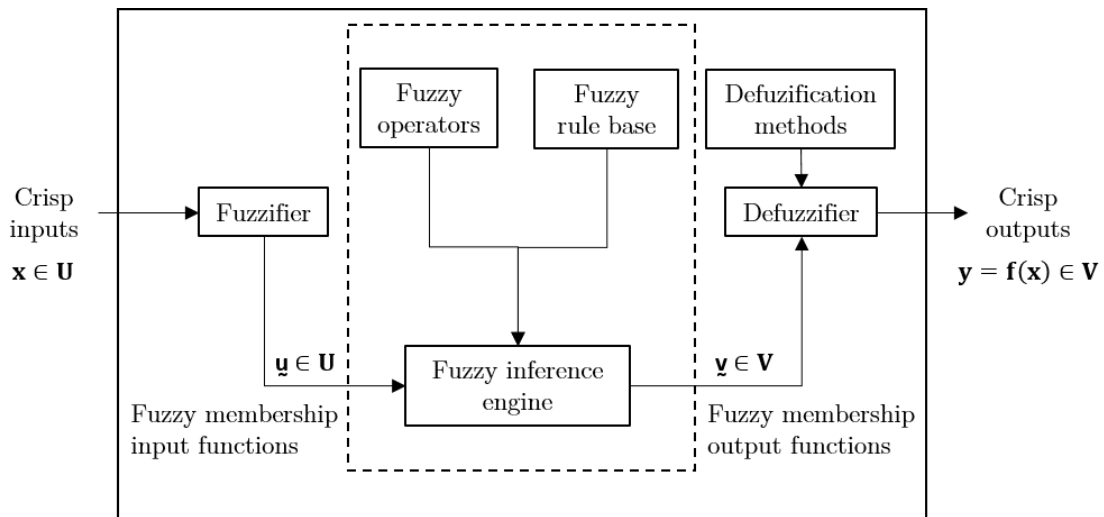 Fuzzy
operators
Fuzzy
rule base
Defuzification
methods
Crisp
inputs
x ∈ U
Fuzzifier
Defuzzifier
Crisp
outputs
y = f(x) ∈ V
ṵ ∈ U
Fuzzy inference
engine
v̰ ∈ V
Fuzzy membership
input functions
Fuzzy membership
output functions